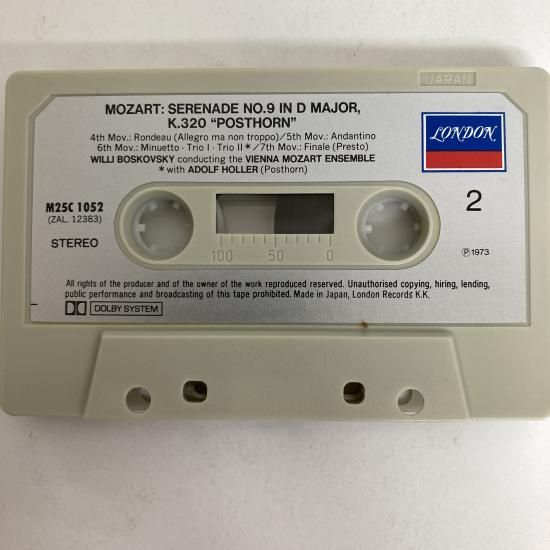 JAPAN
MOZART: SERENADE NO.9 IN D MAJOR,
K.320 "POSTHORN"
4th Mov.: Rondeau (Allegro ma non troppo)/5th Mov.: Andantino
6th Mov.: Minuetto · Trio I · Trio II*/7th Mov.: Finale (Presto)
WILLI BOSKOVSKY conducting the VIENNA MOZART ENSEMBLE
* with ADOLF HOLLER (Posthorn)
LONDON
M25C 1052
(ZAL. 12383)
STEREO
2
100 50 0
℗1973
All rights of the producer and of the owner of the work reproduced reserved. Unauthorised copying, hiring, lending,
public performance and broadcasting of this tape prohibited. Made in Japan, London Records K.K.
DOLBY SYSTEM